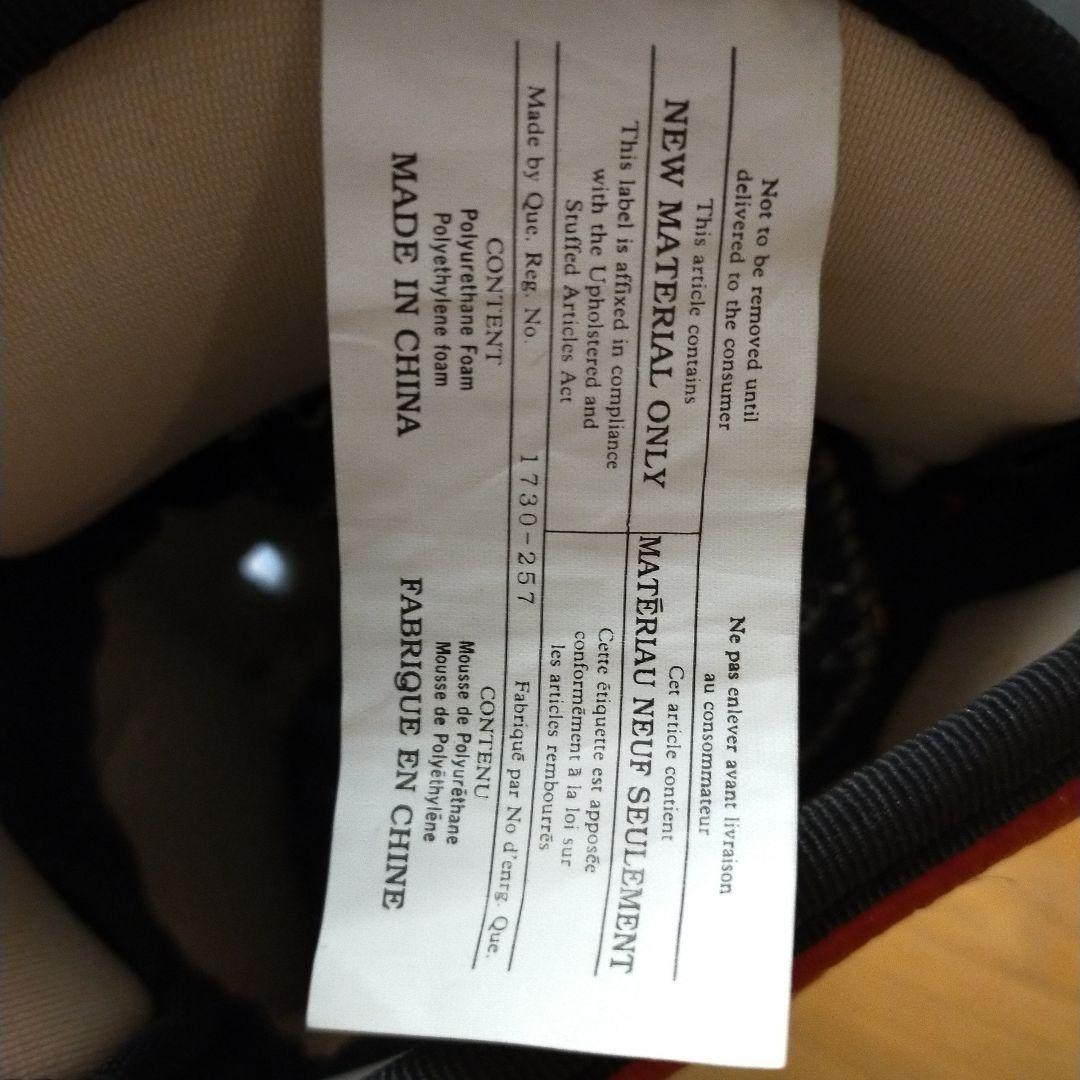 Not to be removed until
delivered to the consumer
Ne pas enlever avant livraison
au consommateur
This article contains
NEW MATERIAL ONLY
Cet article contient
MATĒRIAU NEUF SEULEMENT
This label is affixed in compliance
with the Upholstered and
Stuffed Articles Act
Cette étiquette est apposée
conformément à la loi sur
les articles rembourrés
Made by Que. Reg. No. 1730-257 Fabriqué par No d'enrg. Que.
CONTENT
Polyurethane Foam
Polyethylene foam
CONTENU
Mousse de Polyuréthane
Mousse de Polyēthylēne
MADE IN CHINA
FABRIQUE EN CHINE